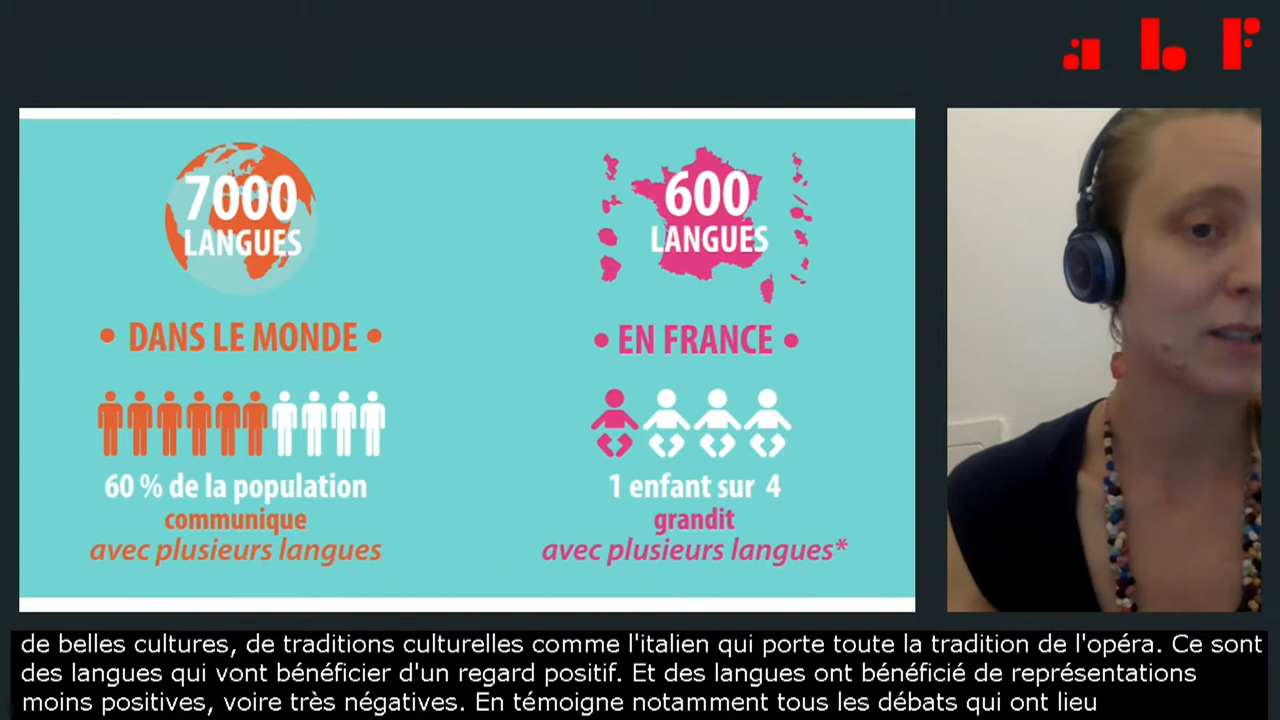 abf
7000
LANGUES
• DANS LE MONDE •
60 % de la population
communique
avec plusieurs langues
600
LANGUES
• EN FRANCE •
1 enfant sur 4
grandit
avec plusieurs langues*
de belles cultures, de traditions culturelles comme l'italien qui porte toute la tradition de l'opéra. Ce sont
des langues qui vont bénéficier d'un regard positif. Et des langues ont bénéficié de représentations
moins positives, voire très négatives. En témoigne notamment tous les débats qui ont lieu